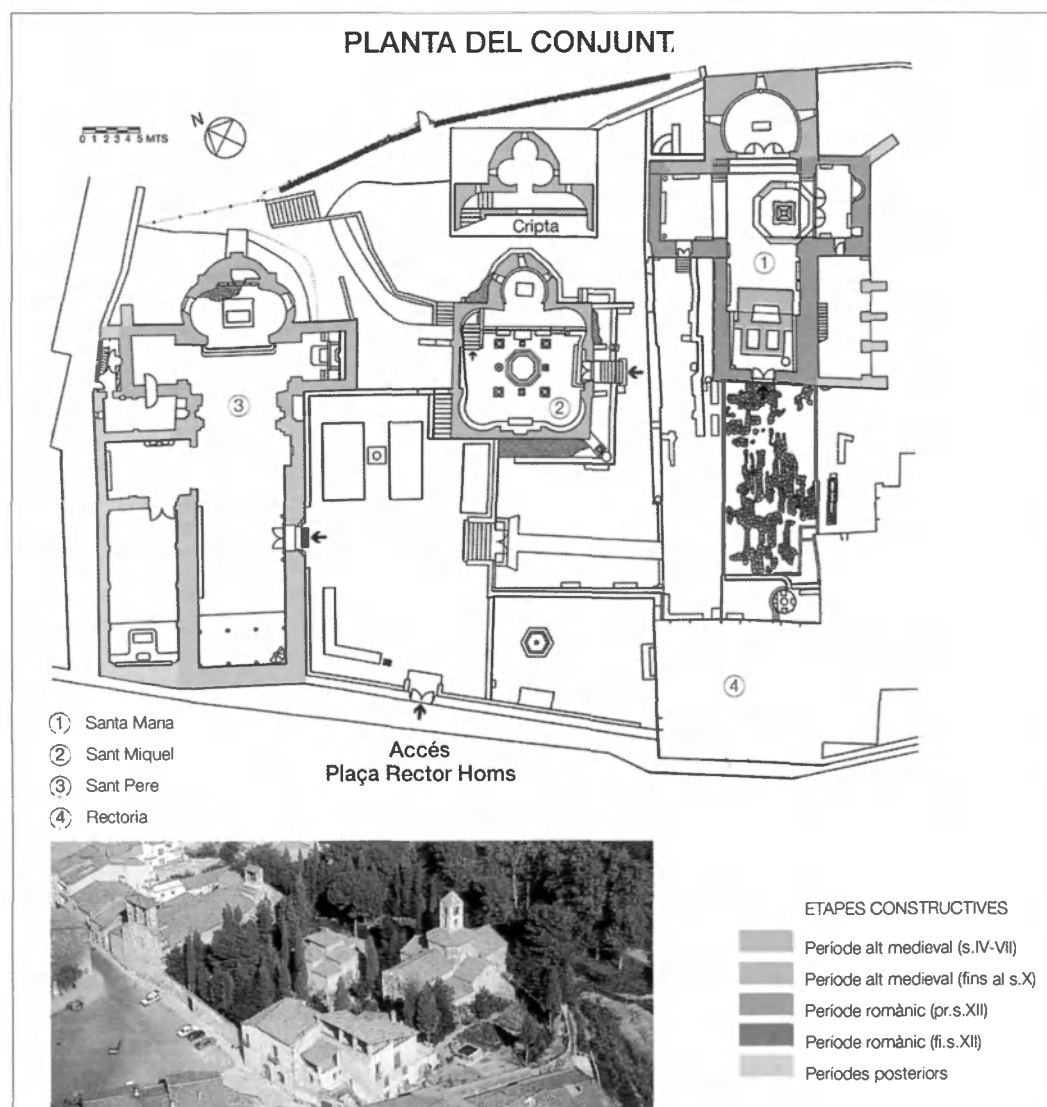 PLANTA DEL CONJUNT
0 1 2 3 4 5 MTS
N
Cripta
1
2
3
4
Accés
Plaça Rector Homs
1 Santa Maria
2 Sant Miquel
3 Sant Pere
4 Rectoria
ETAPES CONSTRUCTIVES
Període alt medieval (s.IV-VII)
Període alt medieval (fins al s.X)
Període romànic (pr.s.XII)
Període romànic (fi.s.XII)
Períodes posteriors